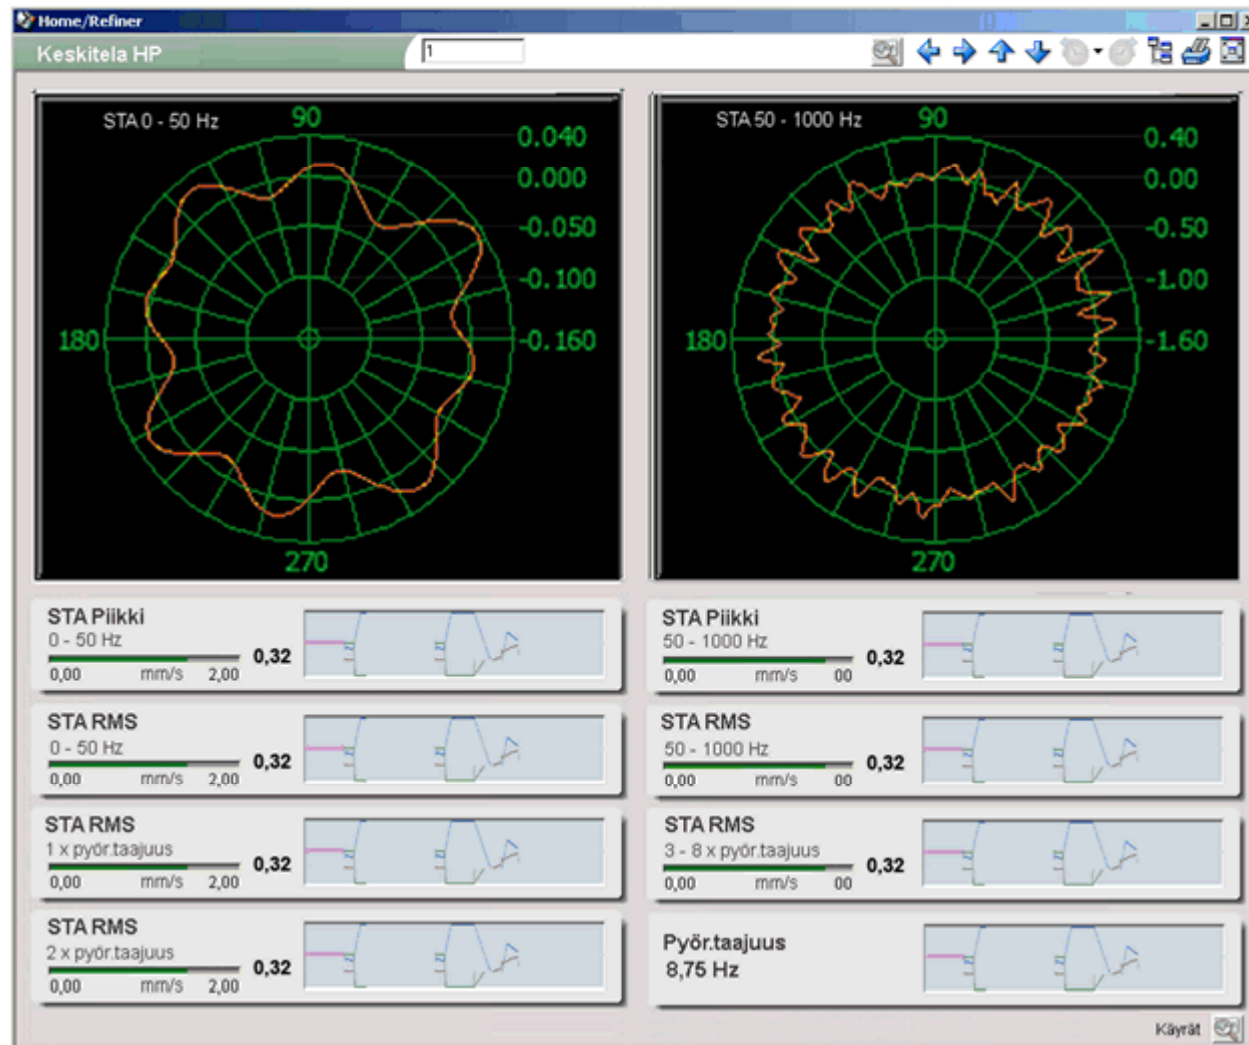 Home/Refiner
Keskitela HP
1
STA 0 - 50 Hz
90
0.040
0.000
-0.050
-0.100
-0.160
180
270
STA 50 - 1000 Hz
90
0.40
0.00
-0.50
-1.00
-1.60
180
270
STA Piikki
0 - 50 Hz
0,32
0,00 mm/s 2,00
STA Piikki
50 - 1000 Hz
0,32
0,00 mm/s 00
STA RMS
0 - 50 Hz
0,32
0,00 mm/s 2,00
STA RMS
50 - 1000 Hz
0,32
0,00 mm/s 00
STA RMS
1 x pyör.taajuus
0,32
0,00 mm/s 2,00
STA RMS
3 - 8 x pyör.taajuus
0,32
0,00 mm/s 00
STA RMS
2 x pyör.taajuus
0,32
0,00 mm/s 2,00
Pyör.taajuus
8,75 Hz
Käyrät